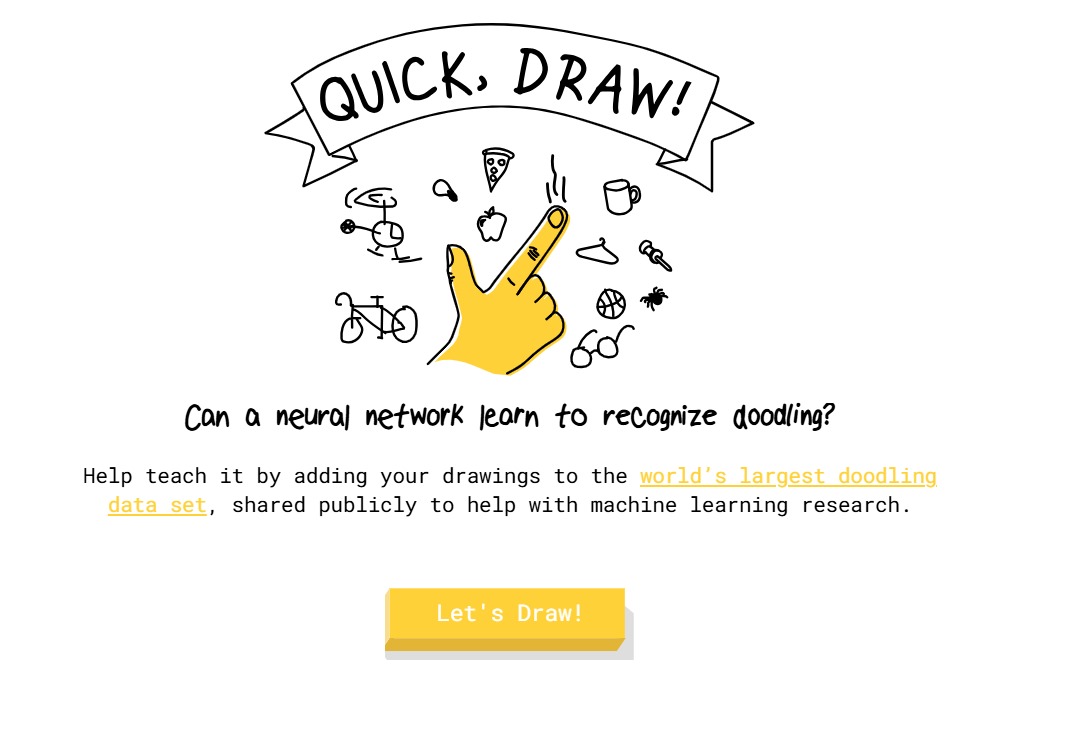 QUICK, DRAW!
Can a neural network learn to recognize doodling?
Help teach it by adding your drawings to the world’s largest doodling
data set, shared publicly to help with machine learning research.
Let's Draw!